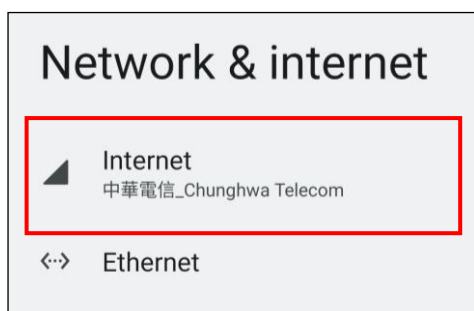 Network & internet
Internet
中華電信_Chunghwa Telecom
Ethernet